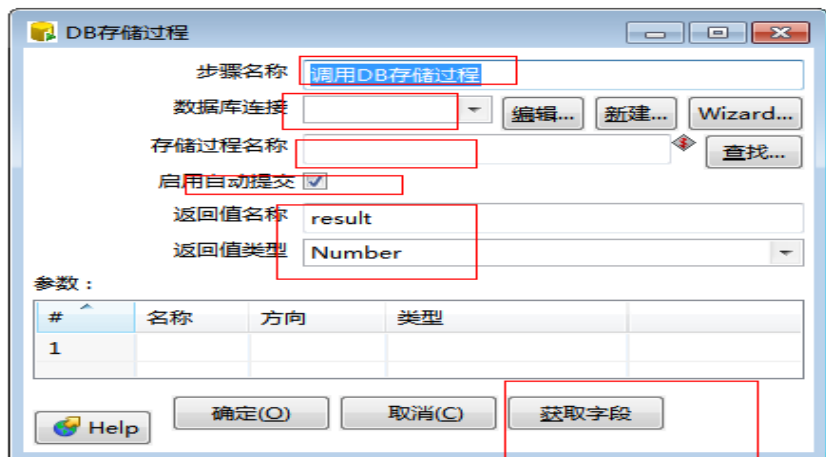 DB存储过程
步骤名称 调用DB存储过程
数据库连接 编辑... 新建... Wizard...
存储过程名称 查找...
启用自动提交
返回值名称 result
返回值类型 Number
参数：
# 名称 方向 类型
1
Help 确定(O) 取消(C) 获取字段